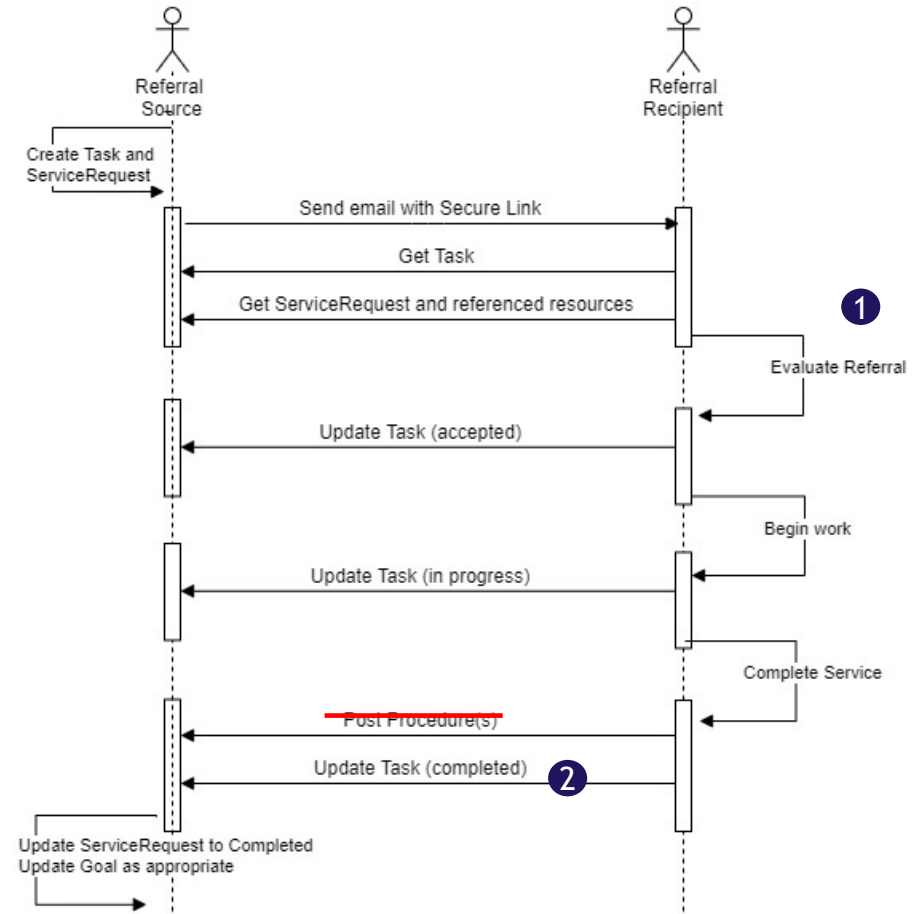 Referral
Source
Referral
Recipient
Create Task and
ServiceRequest
Send email with Secure Link
Get Task
Get ServiceRequest and referenced resources
1
Evaluate Referral
Update Task (accepted)
Begin work
Update Task (in progress)
Complete Service
Post Procedure(s)
Update Task (completed)
2
Update ServiceRequest to Completed
Update Goal as appropriate